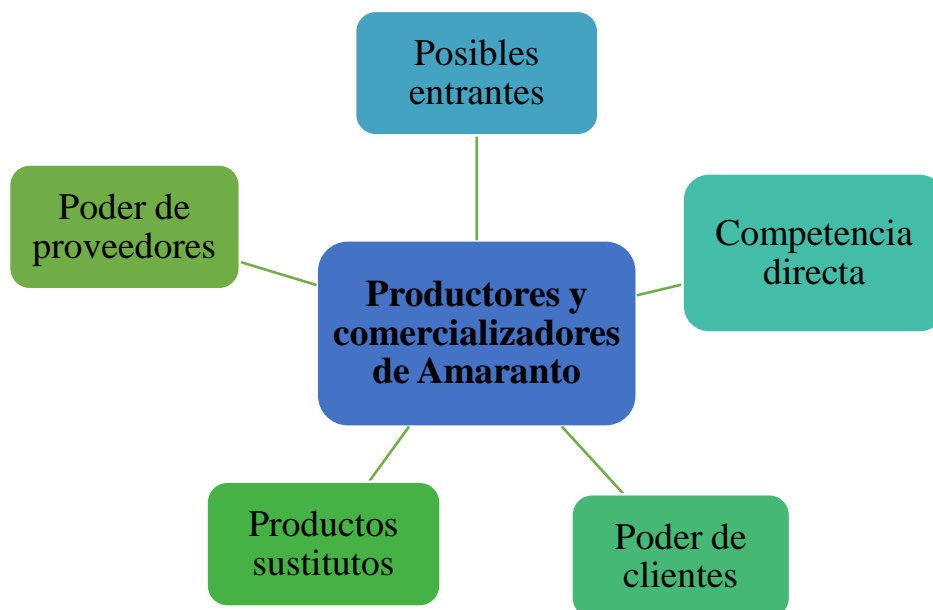 Posibles
entrantes
Poder de
proveedores
Competencia
directa
Productores y
comercializadores
de Amaranto
Productos
sustitutos
Poder de
clientes